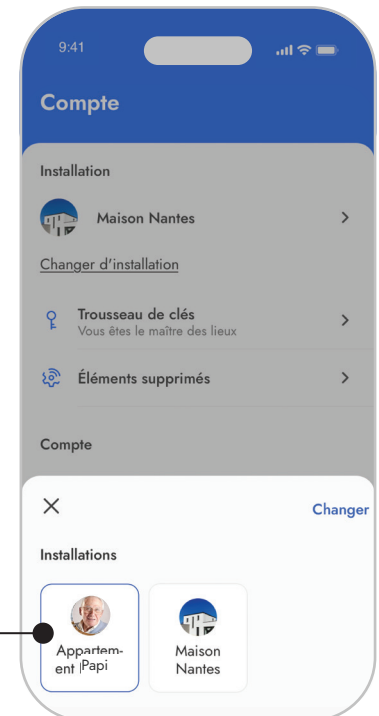 9:41
Compte
Installation
Maison Nantes
Changer d'installation
Trousseau de clés
Vous êtes le maître des lieux
Éléments supprimés
Compte
Changer
Installations
Appartem-
ent Papi
Maison
Nantes